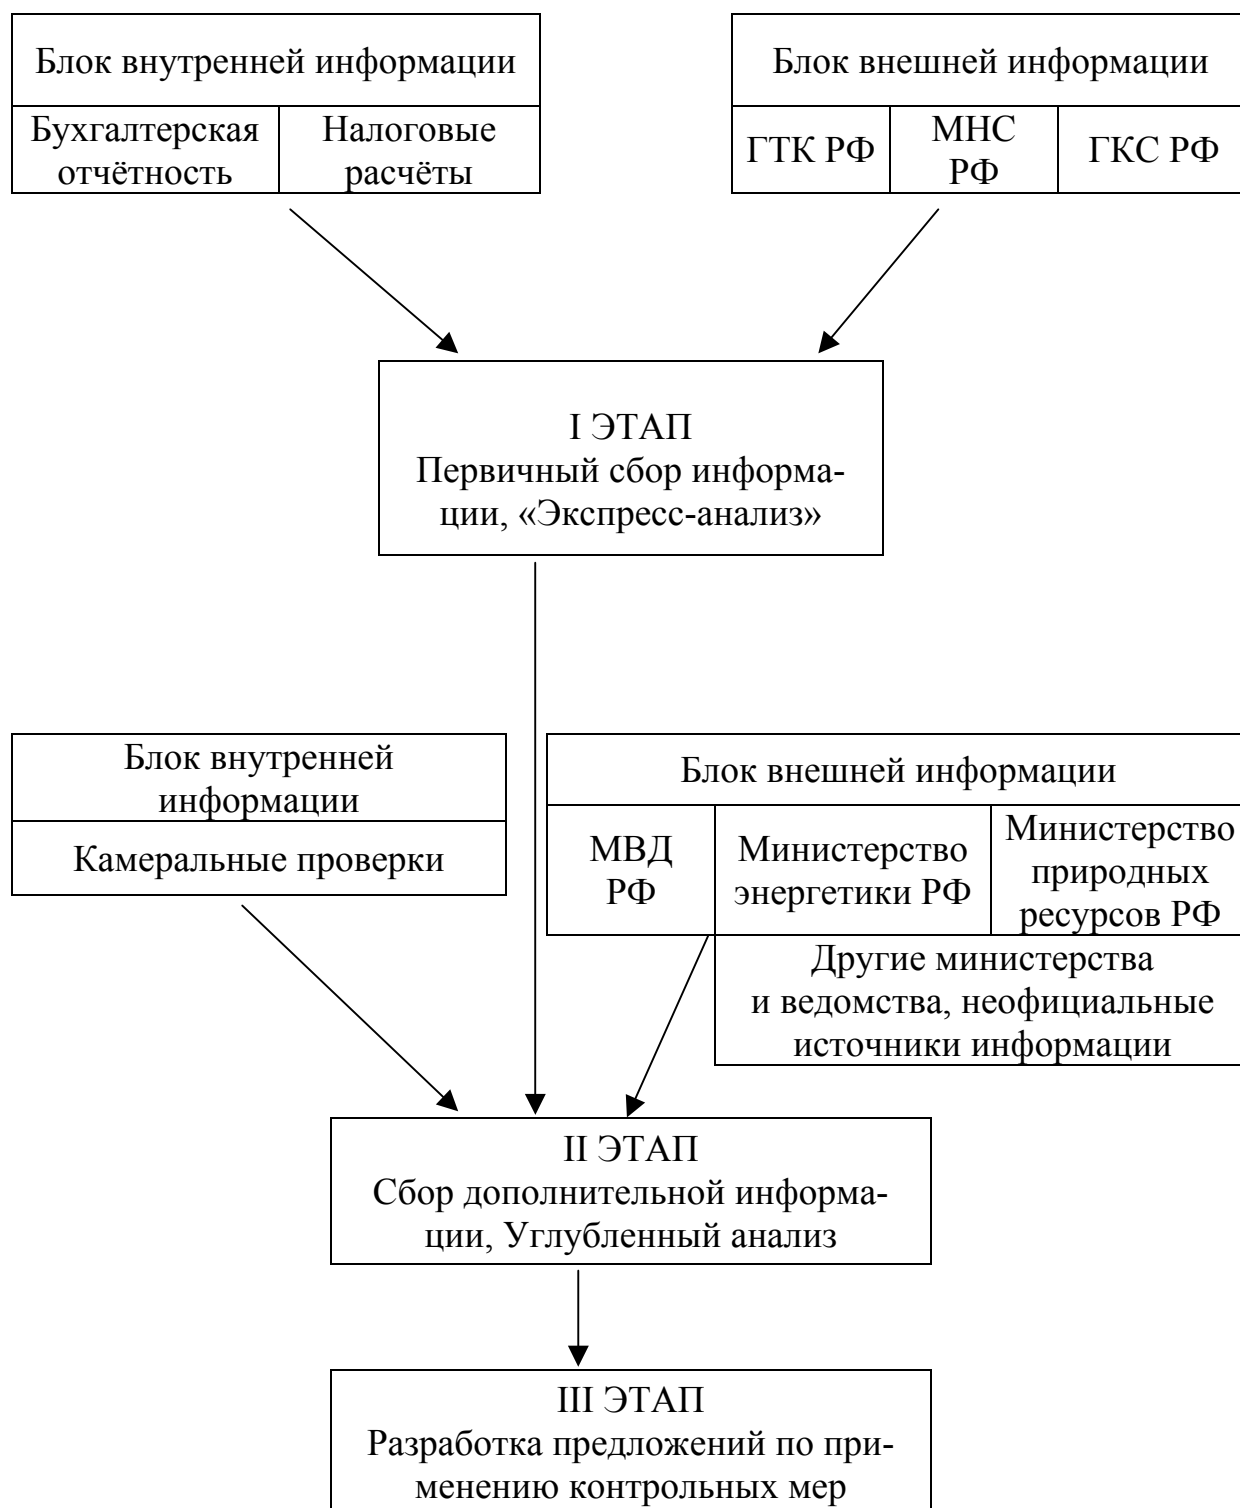 Блок внутренней информации
Бухгалтерская
отчётность
Налоговые
расчёты
Блок внешней информации
ГТК РФ
МНС
РФ
ГКС РФ
I ЭТАП
Первичный сбор информа-
ции, «Экспресс-анализ»
Блок внутренней
информации
Камеральные проверки
Блок внешней информации
МВД
РФ
Министерство
энергетики РФ
Министерство
природных
ресурсов РФ
Другие министерства
и ведомства, неофициальные
источники информации
II ЭТАП
Сбор дополнительной информа-
ции, Углубленный анализ
III ЭТАП
Разработка предложений по при-
менению контрольных мер